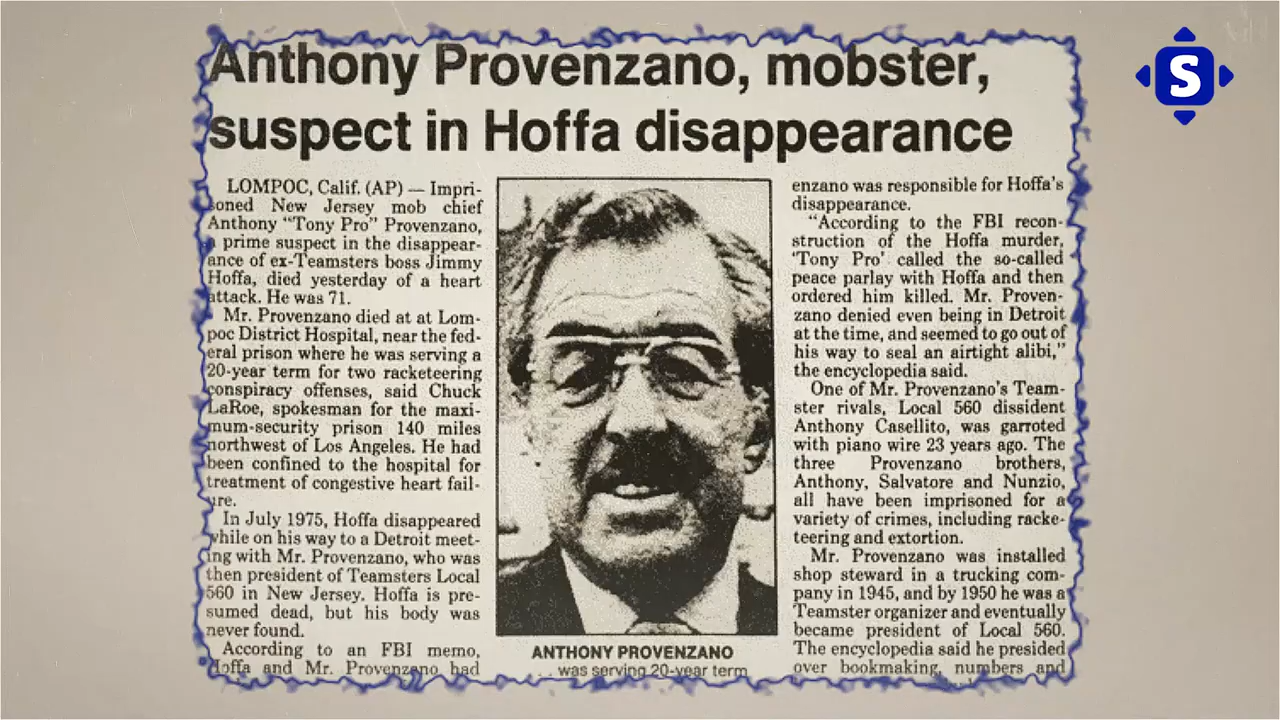 Anthony Provenzano, mobster,
suspect in Hoffa disappearance
LOMPOC, Calif. (AP) — Impri-
soned New Jersey mob chief
Anthony "Tony Pro" Provenzano,
a prime suspect in the disappear-
ance of ex-Teamsters boss Jimmy
Hoffa, died yesterday of a heart
attack. He was 71.
Mr. Provenzano died at at Lom-
poc District Hospital, near the fed-
eral prison where he was serving a
20-year term for two racketeering
conspiracy offenses, said Chuck
LaRoe, spokesman for the maxi-
mum-security prison 140 miles
northwest of Los Angeles. He had
been confined to the hospital for
treatment of congestive heart fail-
ure.
In July 1975, Hoffa disappeared
while on his way to a Detroit meet-
ing with Mr. Provenzano, who was
then president of Teamsters Local
560 in New Jersey. Hoffa is pre-
sumed dead, but his body was
never found.
According to an FBI memo,
Hoffa and Mr. Provenzano had
ANTHONY PROVENZANO
. . . was serving 20-year term
enzano was responsible for Hoffa's
disappearance.
"According to the FBI recon-
struction of the Hoffa murder,
'Tony Pro' called the so-called
peace parlay with Hoffa and then
ordered him killed. Mr. Proven-
zano denied even being in Detroit
at the time, and seemed to go out of
his way to seal an airtight alibi,"
the encyclopedia said.
One of Mr. Provenzano's Team-
ster rivals, Local 560 dissident
Anthony Casellito, was garroted
with piano wire 23 years ago. The
three Provenzano brothers,
Anthony, Salvatore and Nunzio,
all have been imprisoned for a
variety of crimes, including racke-
teering and extortion.
Mr. Provenzano was installed
shop steward in a trucking com-
pany in 1945, and by 1950 he was a
Teamster organizer and eventually
became president of Local 560.
The encyclopedia said he presided
over bookmaking, numbers and
S